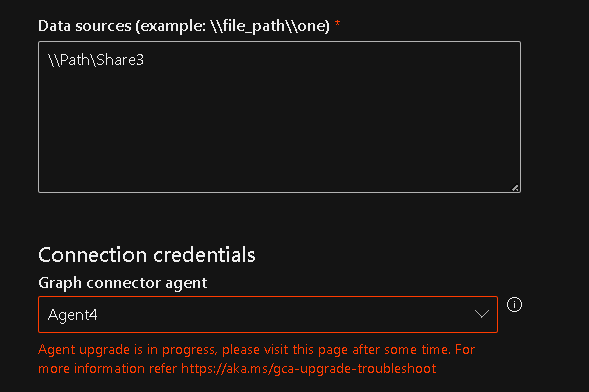 Data sources (example: \\file_path\\one) *
\\Path\Share3
Connection credentials
Graph connector agent
Agent4
Agent upgrade is in progress, please visit this page after some time. For
more information refer https://aka.ms/gca-upgrade-troubleshoot